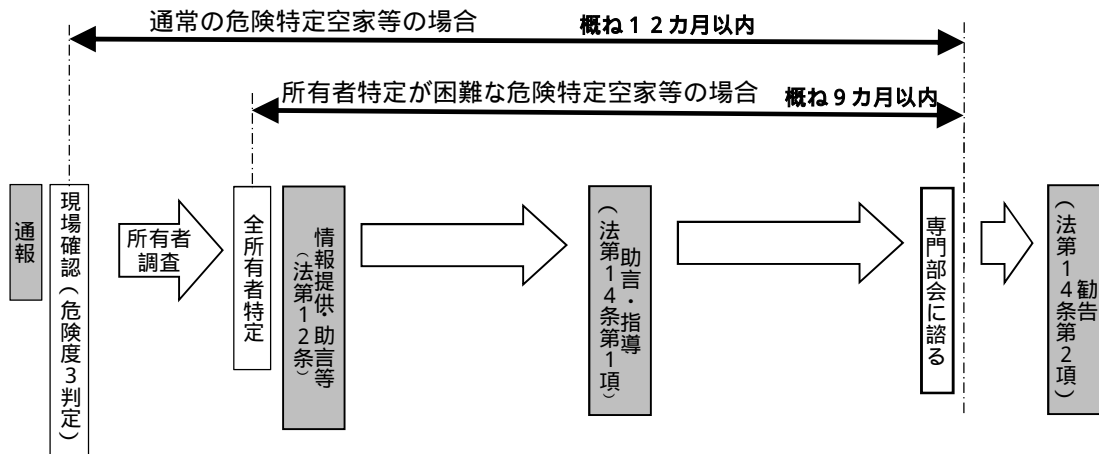 通常の危険特定空家等の場合 概ね12カ月以内
所有者特定が困難な危険特定空家等の場合 概ね9カ月以内
通報
現場確認(危険度3判定)
所有者
調査
全所有者特定
情報提供・助言等
(法第12条)
助言・指導
(法第14条第1項)
専門部会に諮る
勧告
(法第14条第2項)